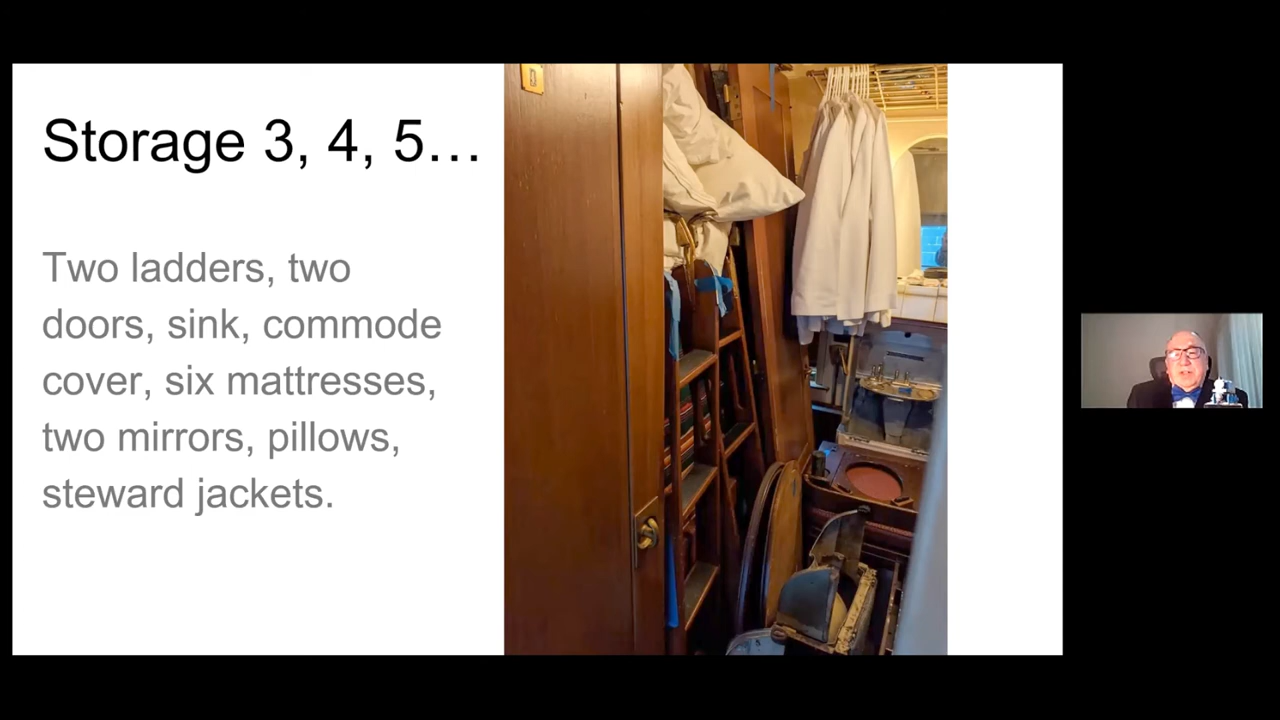 Storage 3, 4, 5…
Two ladders, two
doors, sink, commode
cover, six mattresses,
two mirrors, pillows,
steward jackets.
D